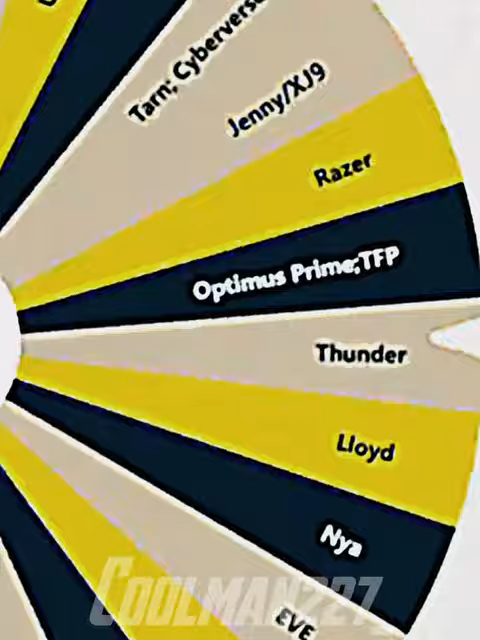 Tarn; Cyberverse
Jenny/XJ9
Razer
Optimus Prime;TFP
Thunder
Lloyd
Nya
EVE
COOLMAN227